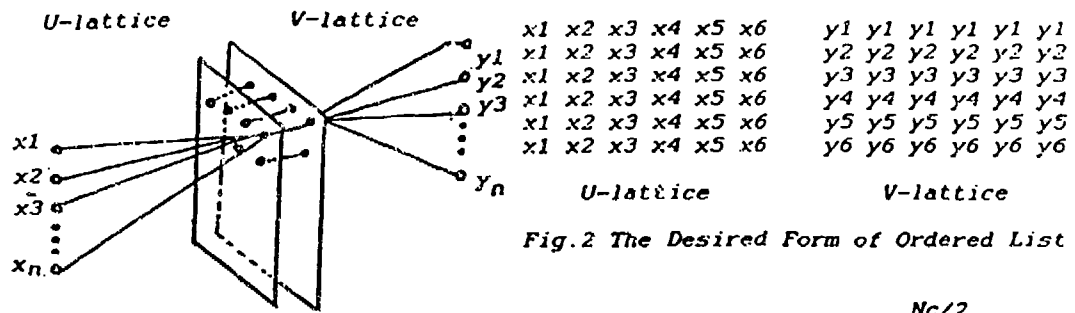 U-lattice V-lattice
x1
x2
x3
xn
y1
y2
y3
yn
x1 x2 x3 x4 x5 x6
x1 x2 x3 x4 x5 x6
x1 x2 x3 x4 x5 x6
x1 x2 x3 x4 x5 x6
x1 x2 x3 x4 x5 x6
x1 x2 x3 x4 x5 x6
U-lattice
y1 y1 y1 y1 y1 y1
y2 y2 y2 y2 y2 y2
y3 y3 y3 y3 y3 y3
y4 y4 y4 y4 y4 y4
y5 y5 y5 y5 y5 y5
y6 y6 y6 y6 y6 y6
V-lattice
Fig.2 The Desired Form of Ordered List
Nc/2